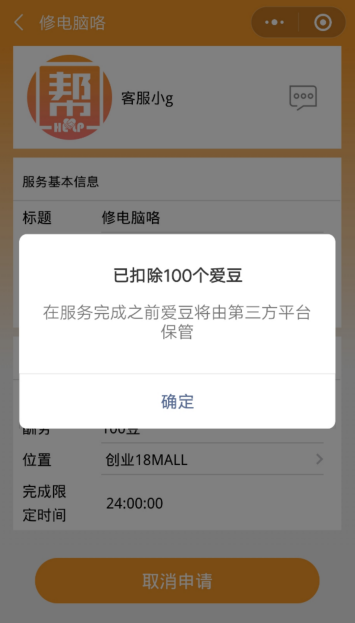 修电脑咯
帮
HELP
客服小g
服务基本信息
标题 修电脑咯
已扣除100个爱豆
在服务完成之前爱豆将由第三方平台
保管
确定
酬劳 100豆
位置 创业18MALL
完成限
定时间 24:00:00
取消申请